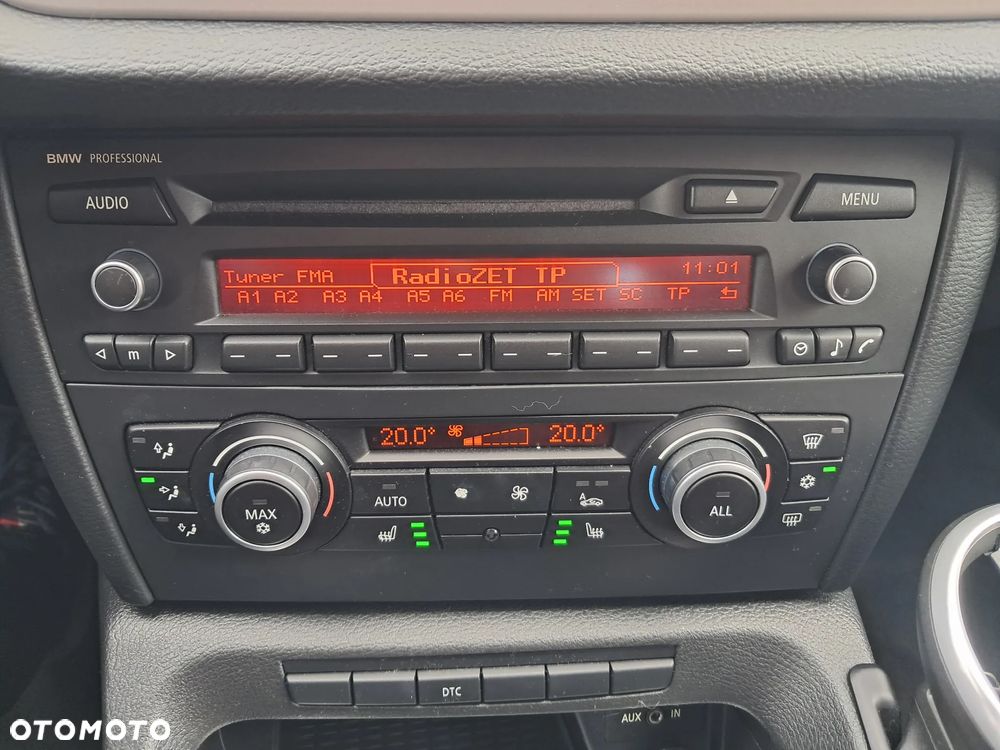 BMW PROFESSIONAL
AUDIO
MENU
Tuner FMA RadioZET TP 11:01
A1 A2 A3 A4 A5 A6 FM AM SET SC TP
m
20.0° 20.0°
MAX
AUTO
A
ALL
DTC
AUX IN
OTOMOTO